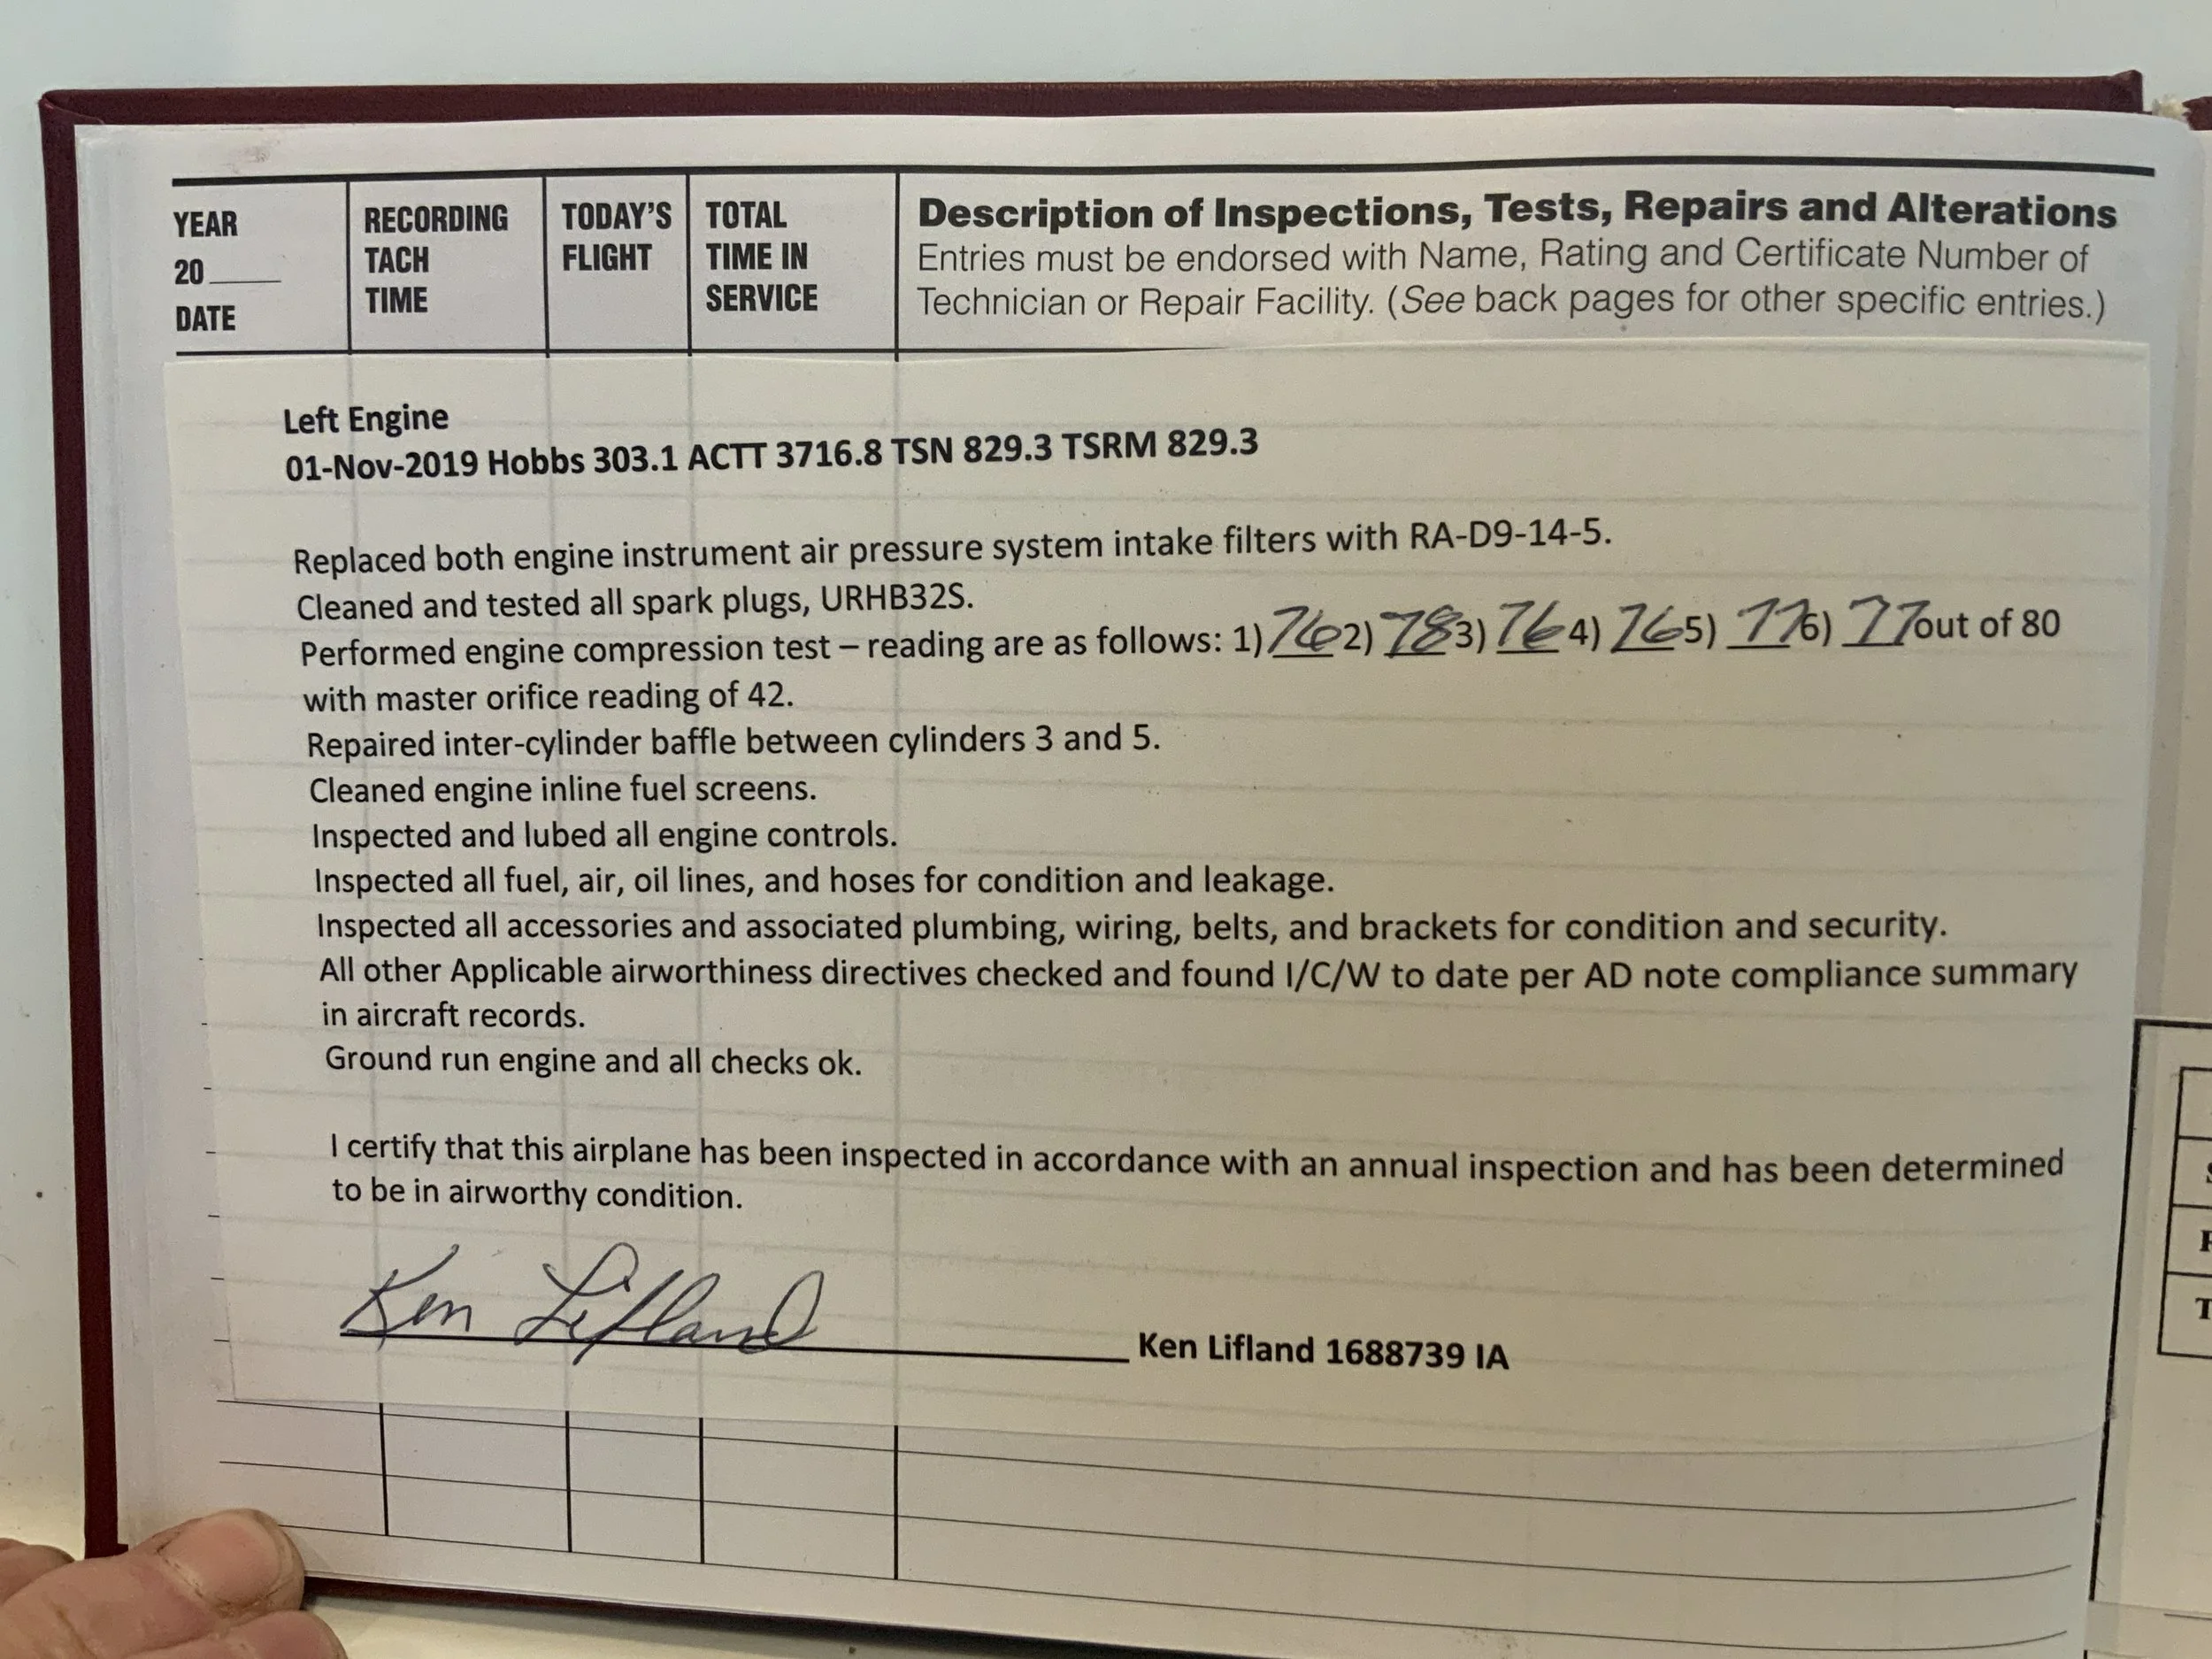 YEAR
20____
DATE
RECORDING
TACH
TIME
TODAY'S
FLIGHT
TOTAL
TIME IN
SERVICE
Description of Inspections, Tests, Repairs and Alterations
Entries must be endorsed with Name, Rating and Certificate Number of
Technician or Repair Facility. (See back pages for other specific entries.)
Left Engine
01-Nov-2019 Hobbs 303.1 ACTT 3716.8 TSN 829.3 TSRM 829.3
Replaced both engine instrument air pressure system intake filters with RA-D9-14-5.
Cleaned and tested all spark plugs, URHB32S.
Performed engine compression test – reading are as follows: 1) 76 2) 78 3) 76 4) 76 5) 77 6) 77 out of 80
with master orifice reading of 42.
Repaired inter-cylinder baffle between cylinders 3 and 5.
Cleaned engine inline fuel screens.
Inspected and lubed all engine controls.
Inspected all fuel, air, oil lines, and hoses for condition and leakage.
Inspected all accessories and associated plumbing, wiring, belts, and brackets for condition and security.
All other Applicable airworthiness directives checked and found I/C/W to date per AD note compliance summary
in aircraft records.
Ground run engine and all checks ok.
I certify that this airplane has been inspected in accordance with an annual inspection and has been determined
to be in airworthy condition.
Ken Lifland
Ken Lifland 1688739 IA